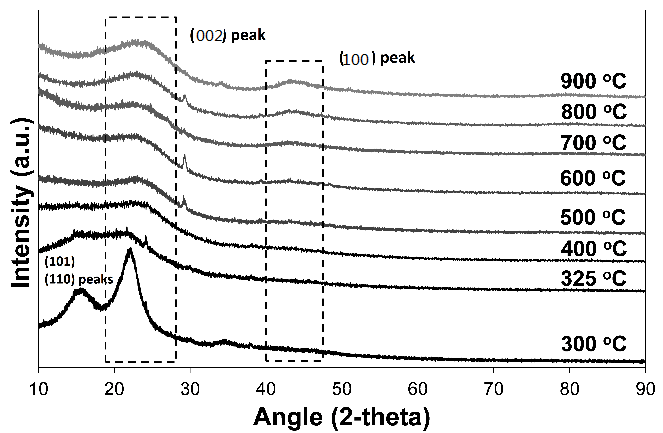 (002) peak
(100) peak
900 °C
800 °C
700 °C
600 °C
500 °C
400 °C
325 °C
300 °C
(101)
(110) peaks
Intensity (a.u.)
10 20 30 40 50 60 70 80 90
Angle (2-theta)